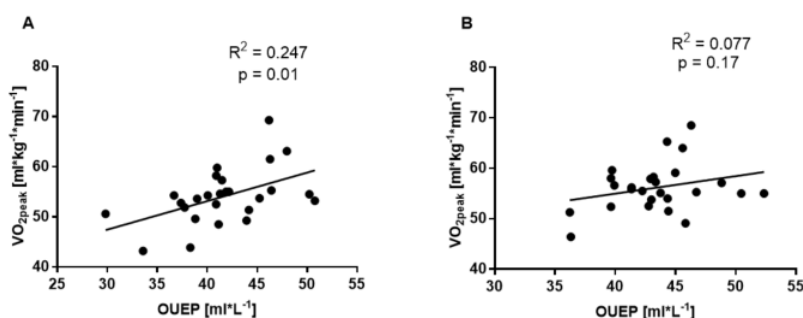 A
R² = 0.247
p = 0.01
VO₂peak [ml*kg⁻¹*min⁻¹]
80
70
60
50
40
25 30 35 40 45 50 55
OUEP [ml*L⁻¹]
B
R² = 0.077
p = 0.17
VO₂peak [ml*kg⁻¹*min⁻¹]
80
70
60
50
40
30 35 40 45 50 55
OUEP [ml*L⁻¹]